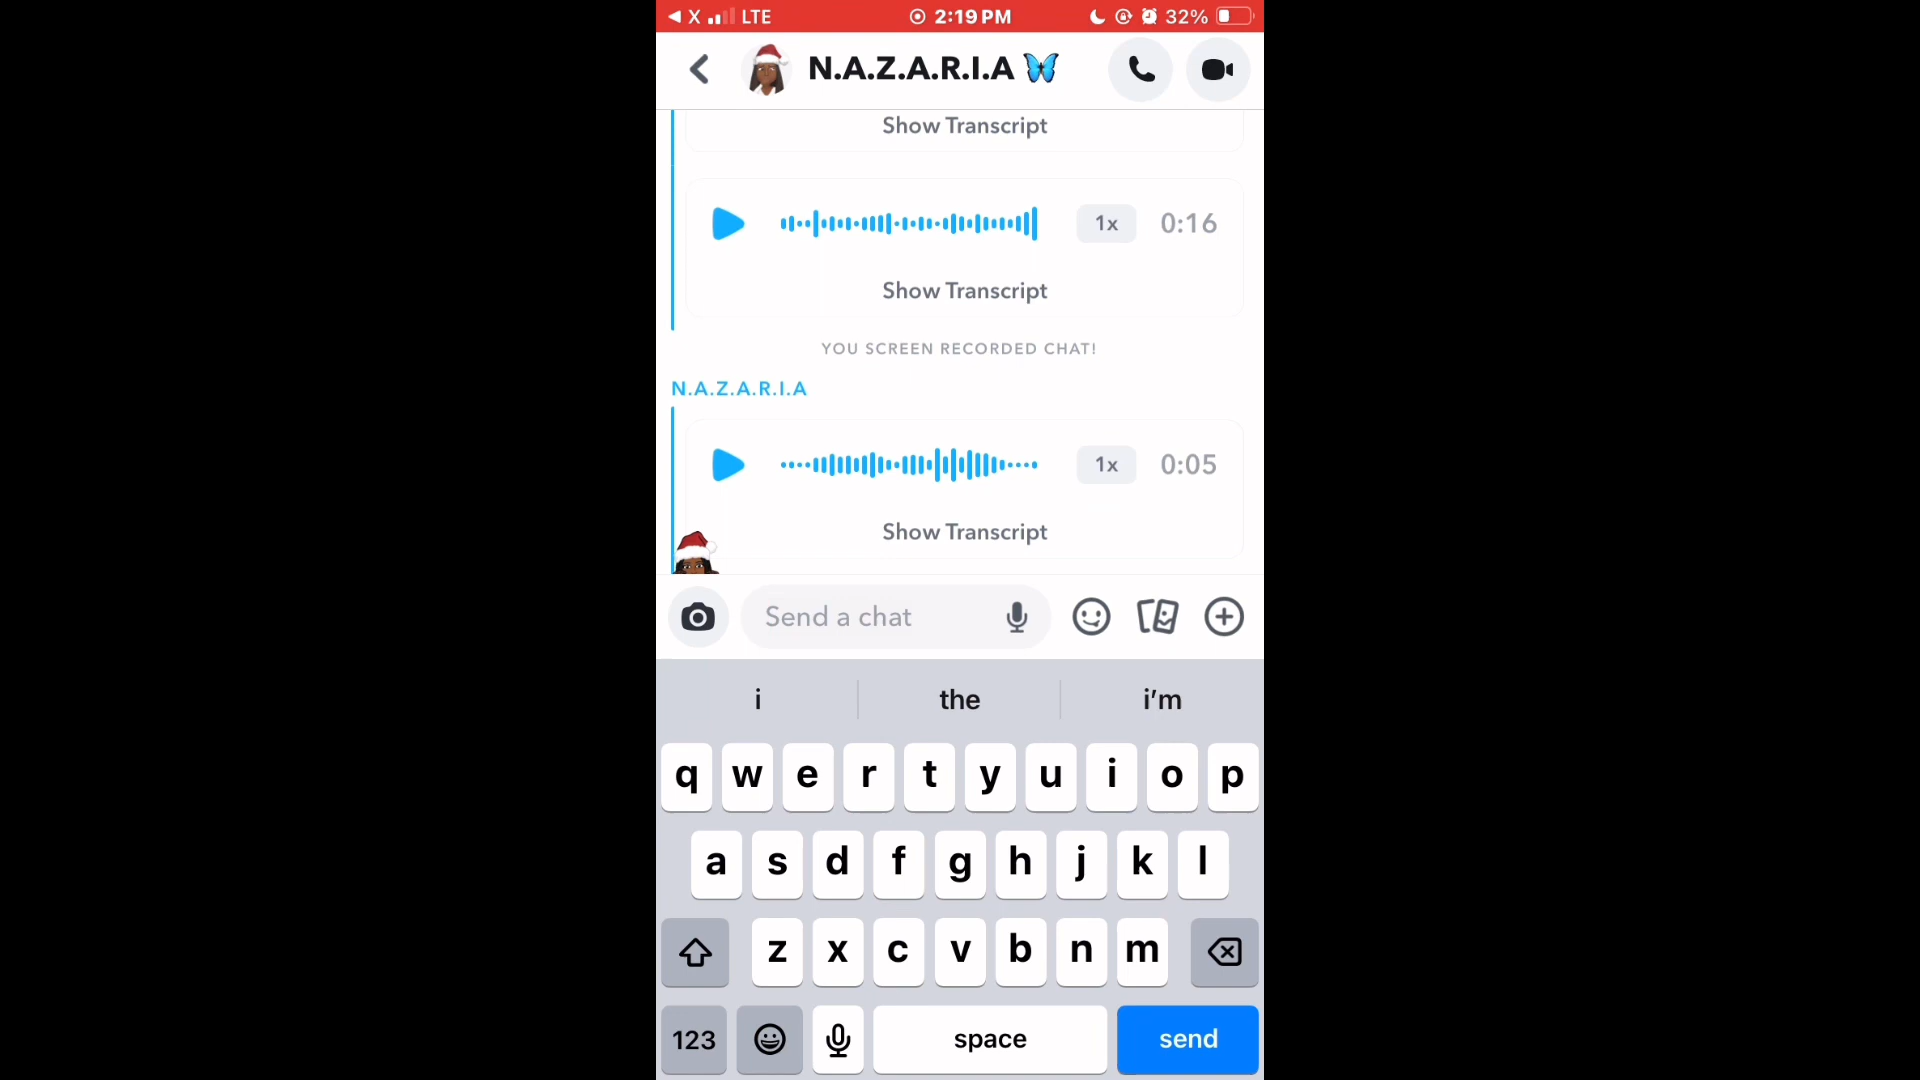 X LTE 2:19 PM 32%
N.A.Z.A.R.I.A
Show Transcript
1x 0:16
Show Transcript
YOU SCREEN RECORDED CHAT!
N.A.Z.A.R.I.A
1x 0:05
Show Transcript
Send a chat
i the i'm
q w e r t y u i o p
a s d f g h j k l
z x c v b n m
123 space send